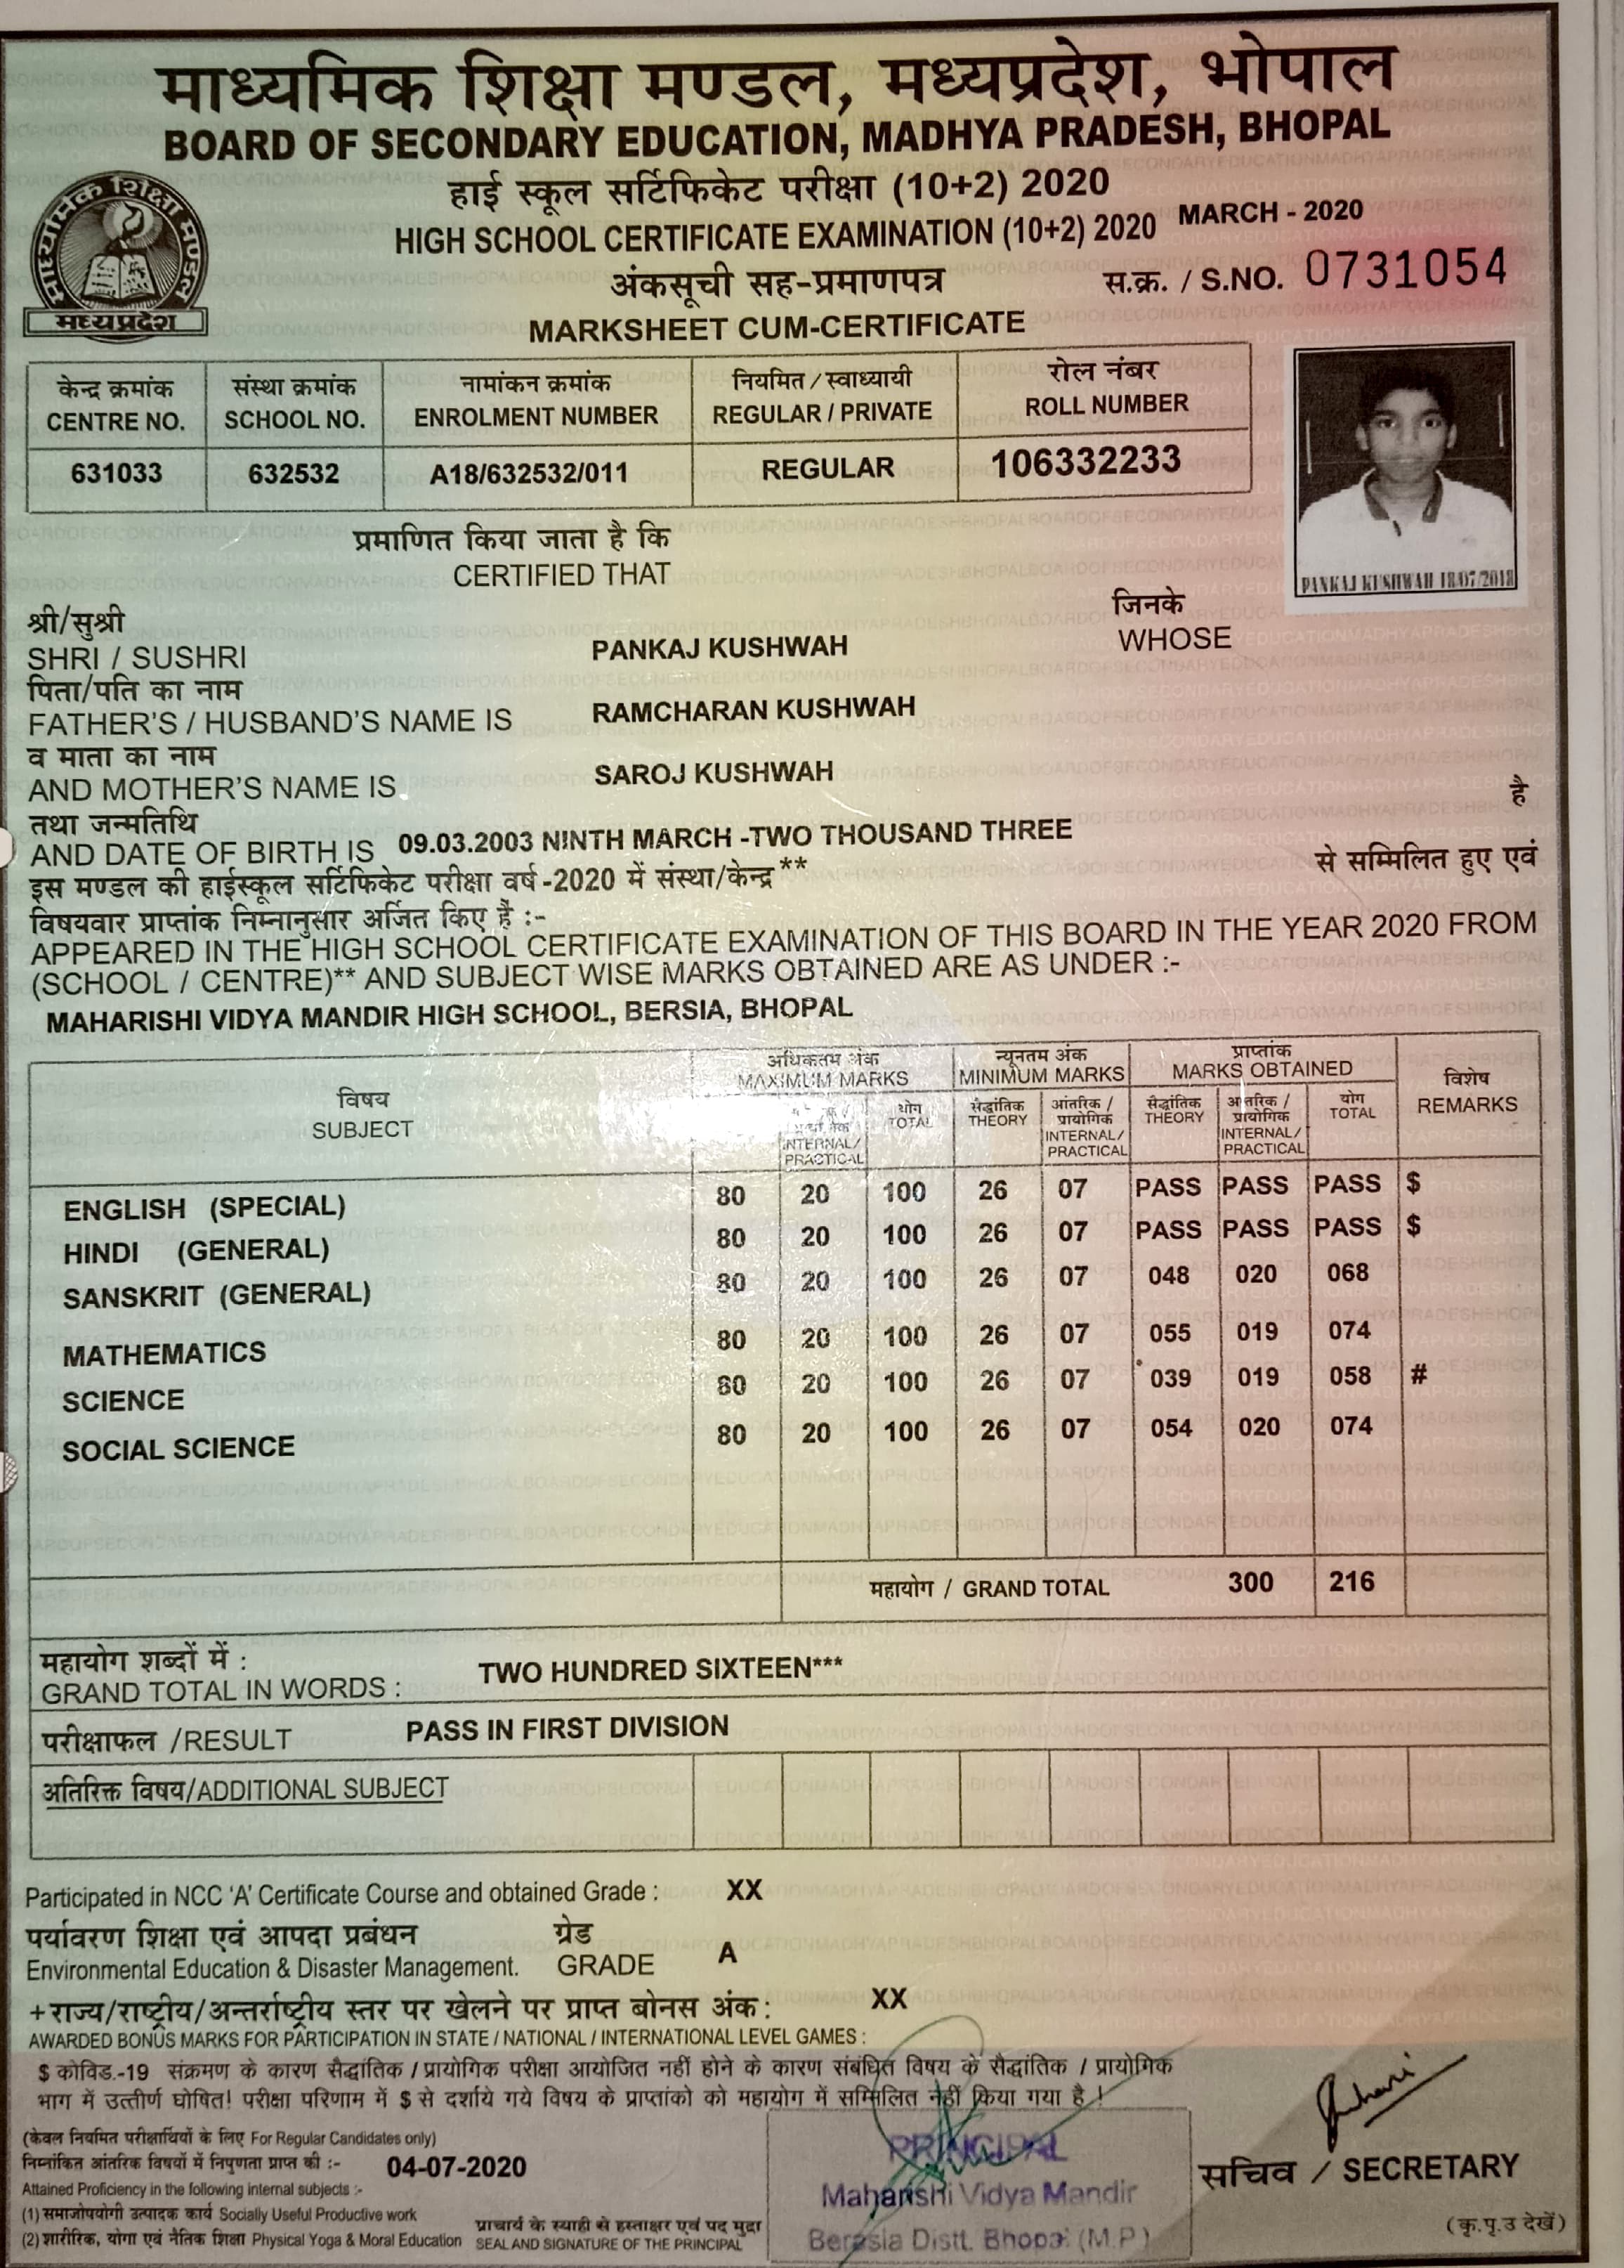 माध्यमिक शिक्षा मण्डल, मध्यप्रदेश, भोपाल
BOARD OF SECONDARY EDUCATION, MADHYA PRADESH, BHOPAL
हाई स्कूल सर्टिफिकेट परीक्षा (10+2) 2020
HIGH SCHOOL CERTIFICATE EXAMINATION (10+2) 2020 MARCH - 2020
अंकसूची सह-प्रमाणपत्र स.क्र. / S.NO. 0731054
MARKSHEET CUM-CERTIFICATE
माध्यमिक शिक्षा मण्डल
मध्यप्रदेश
केन्द्र क्रमांक संस्था क्रमांक नामांकन क्रमांक नियमित / स्वाध्यायी रोल नंबर
CENTRE NO. SCHOOL NO. ENROLMENT NUMBER REGULAR / PRIVATE ROLL NUMBER
631033 632532 A18/632532/011 REGULAR 106332233
PANKAJ KUSHWAH 18/07/2018
प्रमाणित किया जाता है कि
CERTIFIED THAT
श्री/सुश्री जिनके
SHRI / SUSHRI PANKAJ KUSHWAH WHOSE
पिता/पति का नाम
FATHER'S / HUSBAND'S NAME IS RAMCHARAN KUSHWAH
व माता का नाम
AND MOTHER'S NAME IS SAROJ KUSHWAH
तथा जन्मतिथि है
AND DATE OF BIRTH IS 09.03.2003 NINTH MARCH -TWO THOUSAND THREE
इस मण्डल की हाईस्कूल सर्टिफिकेट परीक्षा वर्ष-2020 में संस्था/केन्द्र** से सम्मिलित हुए एवं
विषयवार प्राप्तांक निम्नानुसार अर्जित किए हैं :-
APPEARED IN THE HIGH SCHOOL CERTIFICATE EXAMINATION OF THIS BOARD IN THE YEAR 2020 FROM
(SCHOOL / CENTRE)** AND SUBJECT WISE MARKS OBTAINED ARE AS UNDER :-
MAHARISHI VIDYA MANDIR HIGH SCHOOL, BERSIA, BHOPAL
विषय अधिकतम अंक न्यूनतम अंक प्राप्तांक विशेष
SUBJECT MAXIMUM MARKS MINIMUM MARKS MARKS OBTAINED REMARKS
योग सैद्धांतिक आंतरिक / प्रायोगिक सैद्धांतिक आंतरिक / प्रायोगिक योग
INTERNAL/ PRACTICAL TOTAL THEORY INTERNAL/ PRACTICAL THEORY INTERNAL/ PRACTICAL TOTAL
ENGLISH (SPECIAL) 80 20 100 26 07 PASS PASS PASS $
HINDI (GENERAL) 80 20 100 26 07 PASS PASS PASS $
SANSKRIT (GENERAL) 80 20 100 26 07 048 020 068
MATHEMATICS 80 20 100 26 07 055 019 074
SCIENCE 80 20 100 26 07 039 019 058 #
SOCIAL SCIENCE 80 20 100 26 07 054 020 074
महायोग / GRAND TOTAL 300 216
महायोग शब्दों में :
GRAND TOTAL IN WORDS : TWO HUNDRED SIXTEEN***
परीक्षाफल /RESULT PASS IN FIRST DIVISION
अतिरिक्त विषय/ADDITIONAL SUBJECT
Participated in NCC 'A' Certificate Course and obtained Grade : XX
पर्यावरण शिक्षा एवं आपदा प्रबंधन ग्रेड
Environmental Education & Disaster Management. GRADE A
+राज्य/राष्ट्रीय/अन्तर्राष्ट्रीय स्तर पर खेलने पर प्राप्त बोनस अंक: XX
AWARDED BONUS MARKS FOR PARTICIPATION IN STATE / NATIONAL / INTERNATIONAL LEVEL GAMES :
$ कोविड.-19 संक्रमण के कारण सैद्धांतिक / प्रायोगिक परीक्षा आयोजित नहीं होने के कारण संबंधित विषय के सैद्धांतिक / प्रायोगिक
भाग में उत्तीर्ण घोषित! परीक्षा परिणाम में $ से दर्शाये गये विषय के प्राप्तांको को महायोग में सम्मिलित नहीं किया गया है !
(केवल नियमित परीक्षार्थियों के लिए For Regular Candidates only)
निम्नांकित आंतरिक विषयों में निपुणता प्राप्त की :- 04-07-2020
Attained Proficiency in the following internal subjects :-
(1) समाजोपयोगी उत्पादक कार्य Socially Useful Productive work
(2) शारीरिक, योगा एवं नैतिक शिक्षा Physical Yoga & Moral Education
प्राचार्य के स्याही से हस्ताक्षर एवं पद मुद्रा
SEAL AND SIGNATURE OF THE PRINCIPAL
PRINCIPAL
Maharishi Vidya Mandir
Berasia Distt. Bhopal (M.P.)
सचिव / SECRETARY
(कृ.पृ.उ देखें)